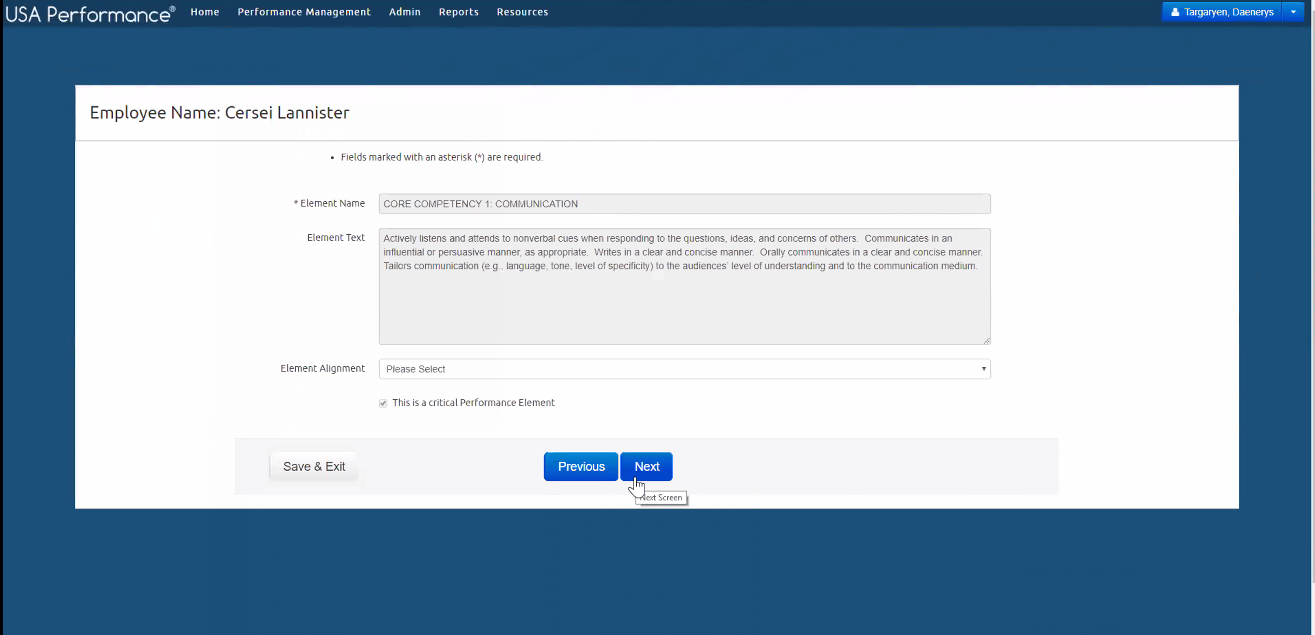 USA Performance® Home Performance Management Admin Reports Resources Targaryen, Daenerys
Employee Name: Cersei Lannister
• Fields marked with an asterisk (*) are required.
* Element Name CORE COMPETENCY 1: COMMUNICATION
Element Text Actively listens and attends to nonverbal cues when responding to the questions, ideas, and concerns of others. Communicates in an
influential or persuasive manner, as appropriate. Writes in a clear and concise manner. Orally communicates in a clear and concise manner.
Tailors communication (e.g., language, tone, level of specificity) to the audiences' level of understanding and to the communication medium.
Element Alignment Please Select
This is a critical Performance Element
Save & Exit Previous Next
Next Screen